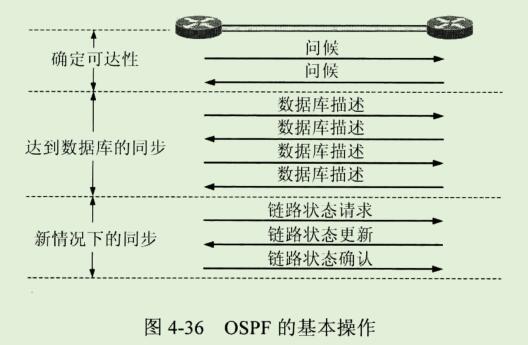 确定可达性
问候
问候
达到数据库的同步
数据库描述
数据库描述
数据库描述
数据库描述
新情况下的同步
链路状态请求
链路状态更新
链路状态确认
图 4-36 OSPF 的基本操作